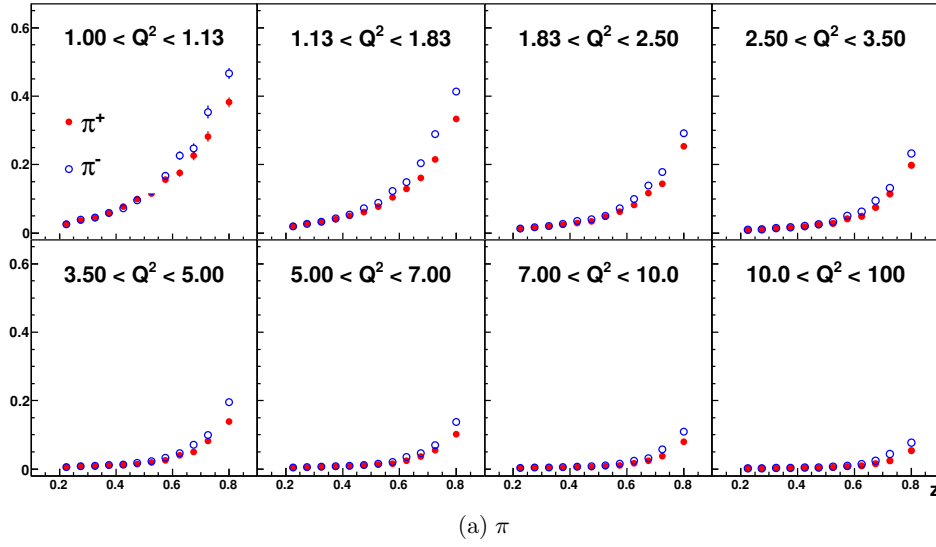 1.00 < Q² < 1.13
1.13 < Q² < 1.83
1.83 < Q² < 2.50
2.50 < Q² < 3.50
0.6
0.4
0.2
0
π⁺
π⁻
3.50 < Q² < 5.00
5.00 < Q² < 7.00
7.00 < Q² < 10.0
10.0 < Q² < 100
0.6
0.4
0.2
0
0.2 0.4 0.6 0.8
0.2 0.4 0.6 0.8
0.2 0.4 0.6 0.8
0.2 0.4 0.6 0.8 z
(a) π